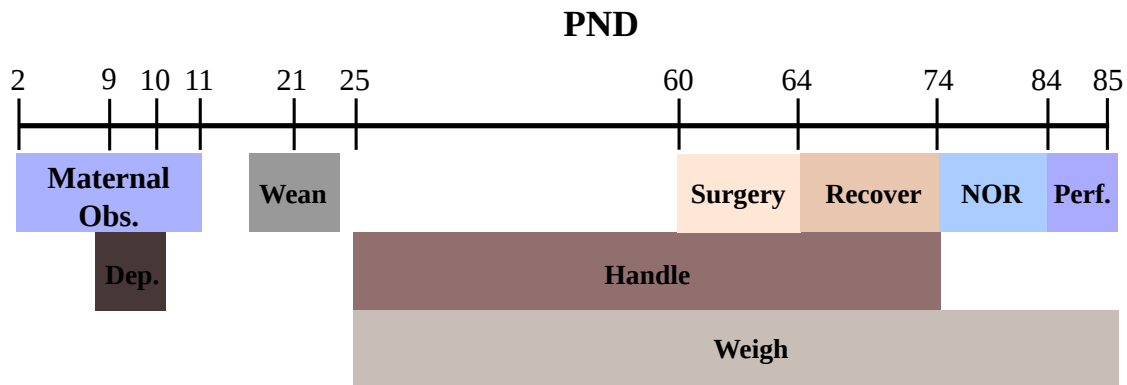 PND
2 9 10 11 21 25 60 64 74 84 85
Maternal
Obs.
Wean
Surgery
Recover
NOR
Perf.
Dep.
Handle
Weigh